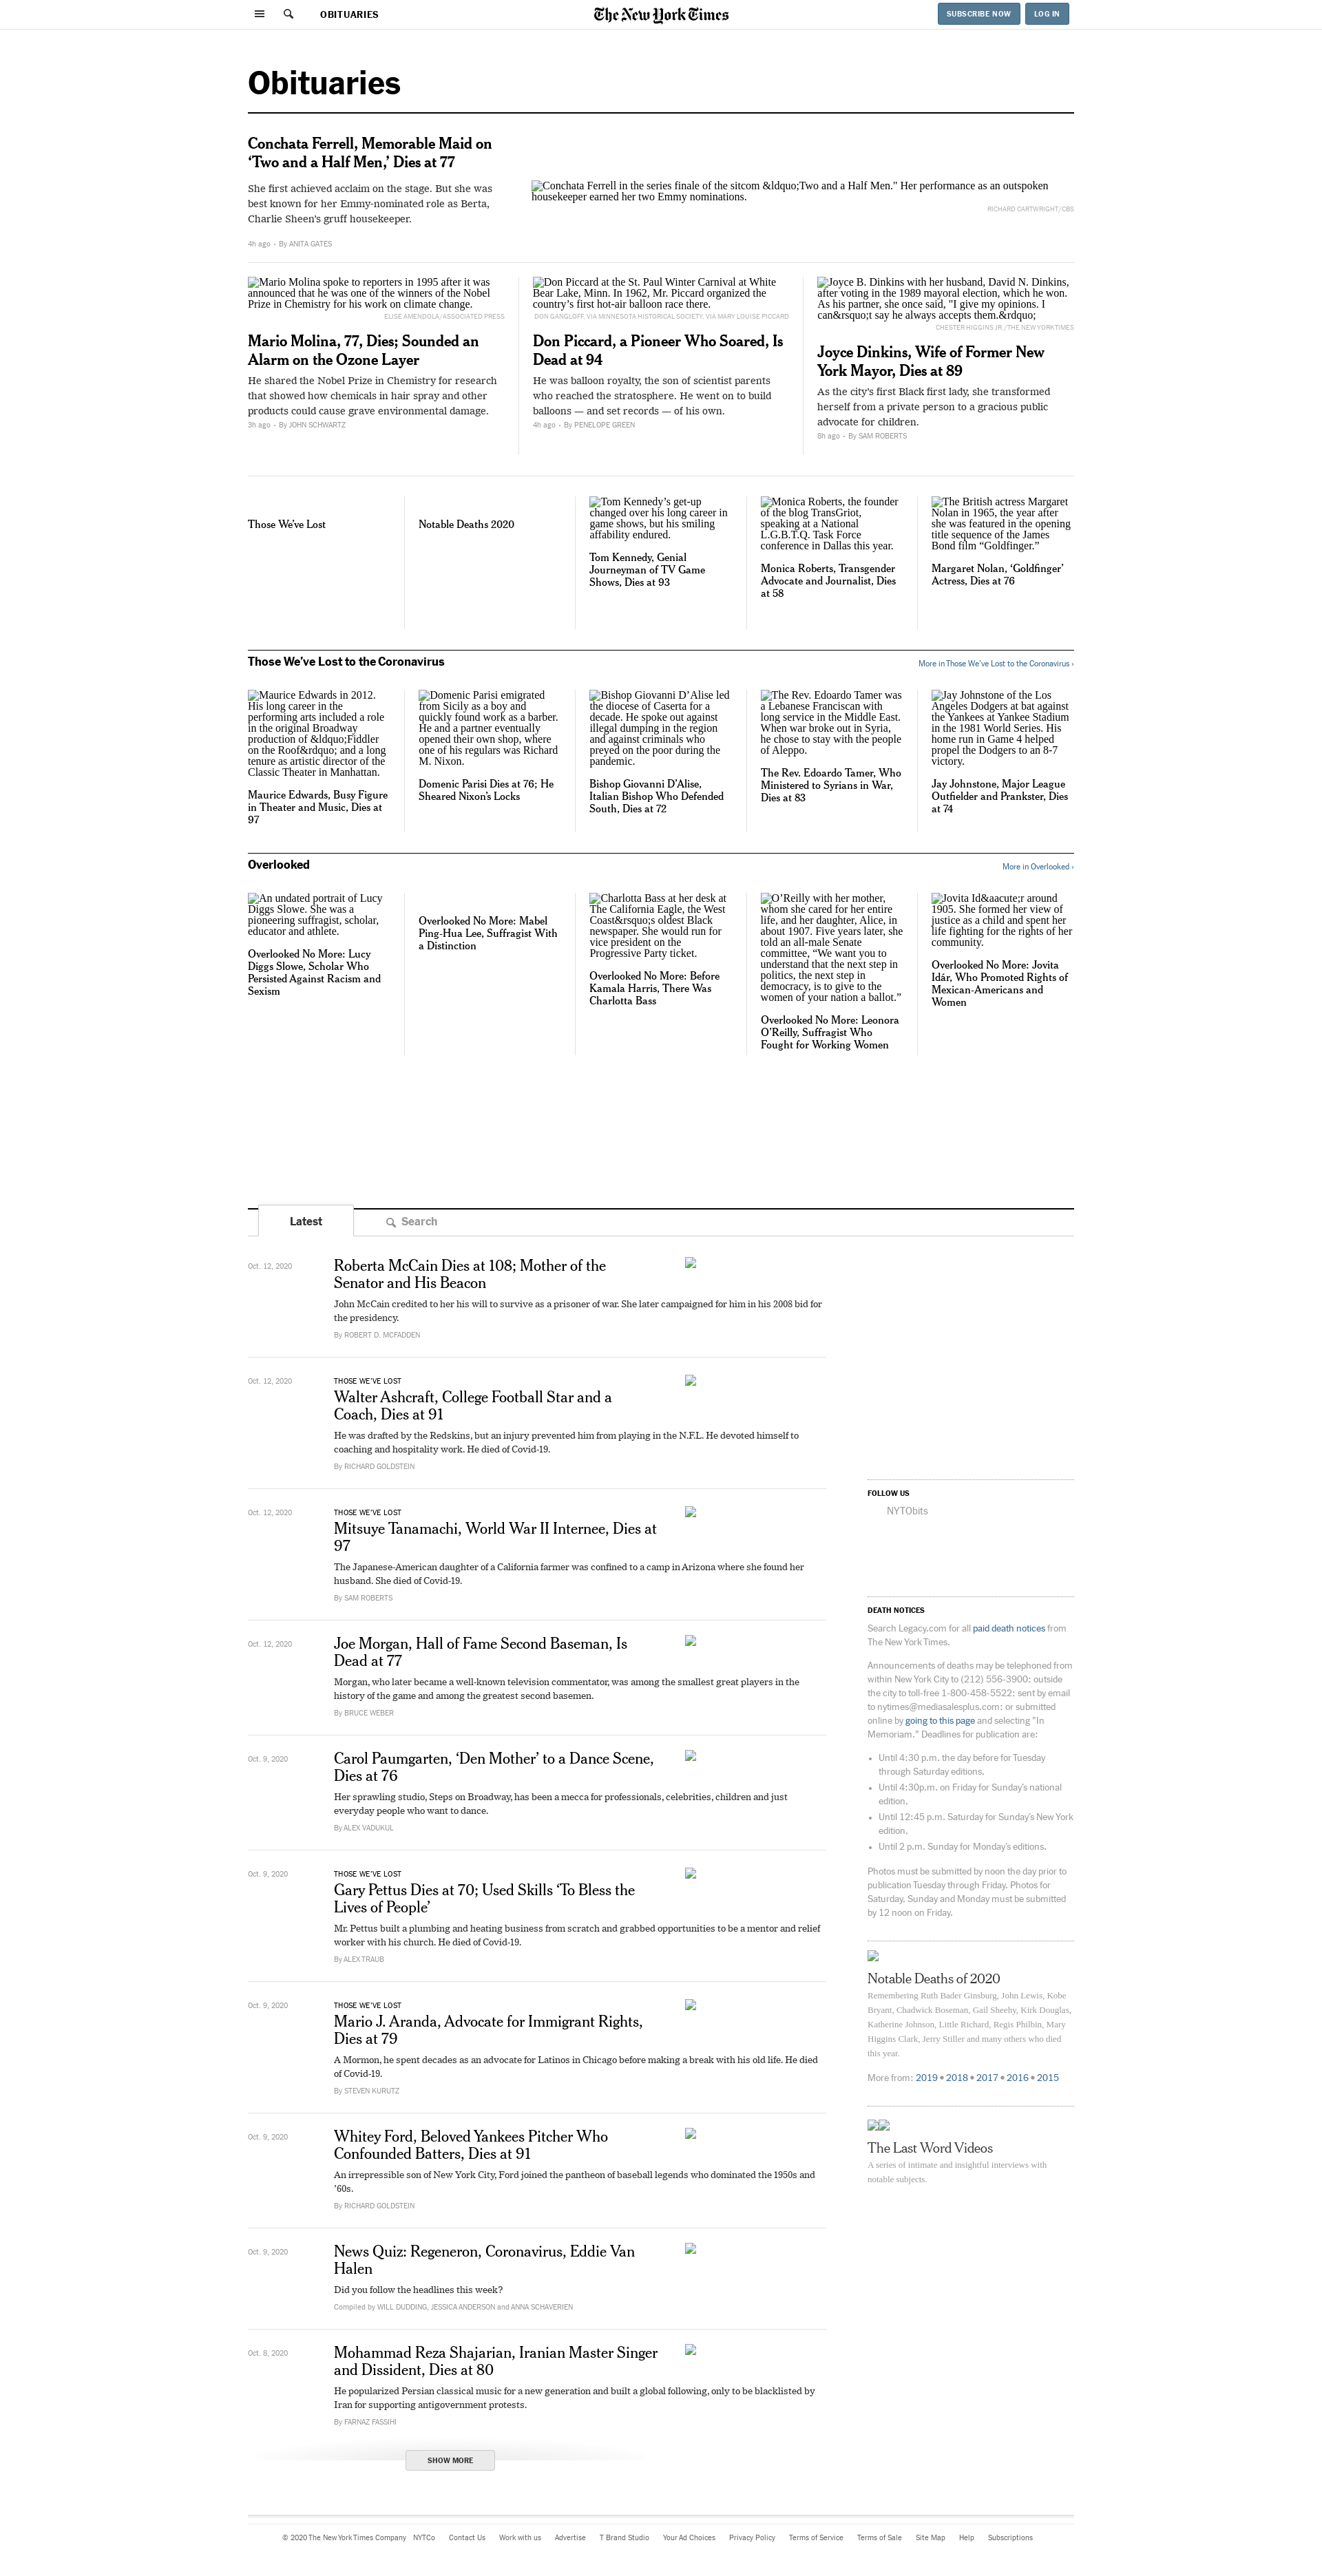 OBITUARIES
The New York Times
SUBSCRIBE NOW
LOG IN
Obituaries
Conchata Ferrell, Memorable Maid on
‘Two and a Half Men,’ Dies at 77
She first achieved acclaim on the stage. But she was
best known for her Emmy-nominated role as Berta,
Charlie Sheen’s gruff housekeeper.
4h ago · By ANITA GATES
Conchata Ferrell in the series finale of the sitcom &ldquo;Two and a Half Men." Her performance as an outspoken
housekeeper earned her two Emmy nominations.
RICHARD CARTWRIGHT/CBS
Mario Molina spoke to reporters in 1995 after it was
announced that he was one of the winners of the Nobel
Prize in Chemistry for his work on climate change.
ELISE AMENDOLA/ASSOCIATED PRESS
Mario Molina, 77, Dies; Sounded an
Alarm on the Ozone Layer
He shared the Nobel Prize in Chemistry for research
that showed how chemicals in hair spray and other
products could cause grave environmental damage.
3h ago · By JOHN SCHWARTZ
Don Piccard at the St. Paul Winter Carnival at White
Bear Lake, Minn. In 1962, Mr. Piccard organized the
country’s first hot-air balloon race there.
DON GANGLOFF, VIA MINNESOTA HISTORICAL SOCIETY, VIA MARY LOUISE PICCARD
Don Piccard, a Pioneer Who Soared, Is
Dead at 94
He was balloon royalty, the son of scientist parents
who reached the stratosphere. He went on to build
balloons — and set records — of his own.
4h ago · By PENELOPE GREEN
Joyce B. Dinkins with her husband, David N. Dinkins,
after voting in the 1989 mayoral election, which he won.
As his partner, she once said, "I give my opinions. I
can&rsquo;t say he always accepts them.&rdquo;
CHESTER HIGGINS JR./THE NEW YORK TIMES
Joyce Dinkins, Wife of Former New
York Mayor, Dies at 89
As the city’s first Black first lady, she transformed
herself from a private person to a gracious public
advocate for children.
8h ago · By SAM ROBERTS
Those We’ve Lost
Notable Deaths 2020
Tom Kennedy’s get-up
changed over his long career in
game shows, but his smiling
affability endured.
Tom Kennedy, Genial
Journeyman of TV Game
Shows, Dies at 93
Monica Roberts, the founder
of the blog TransGriot,
speaking at a National
L.G.B.T.Q. Task Force
conference in Dallas this year.
Monica Roberts, Transgender
Advocate and Journalist, Dies
at 58
The British actress Margaret
Nolan in 1965, the year after
she was featured in the opening
title sequence of the James
Bond film “Goldfinger.”
Margaret Nolan, ‘Goldfinger’
Actress, Dies at 76
Those We’ve Lost to the Coronavirus
More in Those We’ve Lost to the Coronavirus ›
Maurice Edwards in 2012.
His long career in the
performing arts included a role
in the original Broadway
production of &ldquo;Fiddler
on the Roof&rdquo; and a long
tenure as artistic director of the
Classic Theater in Manhattan.
Maurice Edwards, Busy Figure
in Theater and Music, Dies at
97
Domenic Parisi emigrated
from Sicily as a boy and
quickly found work as a barber.
He and a partner eventually
opened their own shop, where
one of his regulars was Richard
M. Nixon.
Domenic Parisi Dies at 76; He
Sheared Nixon’s Locks
Bishop Giovanni D’Alise led
the diocese of Caserta for a
decade. He spoke out against
illegal dumping in the region
and against criminals who
preyed on the poor during the
pandemic.
Bishop Giovanni D’Alise,
Italian Bishop Who Defended
South, Dies at 72
The Rev. Edoardo Tamer was
a Lebanese Franciscan with
long service in the Middle East.
When war broke out in Syria,
he chose to stay with the people
of Aleppo.
The Rev. Edoardo Tamer, Who
Ministered to Syrians in War,
Dies at 83
Jay Johnstone of the Los
Angeles Dodgers at bat against
the Yankees at Yankee Stadium
in the 1981 World Series. His
home run in Game 4 helped
propel the Dodgers to an 8-7
victory.
Jay Johnstone, Major League
Outfielder and Prankster, Dies
at 74
Overlooked
More in Overlooked ›
An undated portrait of Lucy
Diggs Slowe. She was a
pioneering suffragist, scholar,
educator and athlete.
Overlooked No More: Lucy
Diggs Slowe, Scholar Who
Persisted Against Racism and
Sexism
Overlooked No More: Mabel
Ping-Hua Lee, Suffragist With
a Distinction
Charlotta Bass at her desk at
The California Eagle, the West
Coast&rsquo;s oldest Black
newspaper. She would run for
vice president on the
Progressive Party ticket.
Overlooked No More: Before
Kamala Harris, There Was
Charlotta Bass
O’Reilly with her mother,
whom she cared for her entire
life, and her daughter, Alice, in
about 1907. Five years later, she
told an all-male Senate
committee, “We want you to
understand that the next step in
politics, the next step in
democracy, is to give to the
women of your nation a ballot.”
Overlooked No More: Leonora
O’Reilly, Suffragist Who
Fought for Working Women
Jovita Id&aacute;r around
1905. She formed her view of
justice as a child and spent her
life fighting for the rights of her
community.
Overlooked No More: Jovita
Idár, Who Promoted Rights of
Mexican-Americans and
Women
Latest
Search
Oct. 12, 2020
Roberta McCain Dies at 108; Mother of the
Senator and His Beacon
John McCain credited to her his will to survive as a prisoner of war. She later campaigned for him in his 2008 bid for
the presidency.
By ROBERT D. MCFADDEN
Oct. 12, 2020
THOSE WE’VE LOST
Walter Ashcraft, College Football Star and a
Coach, Dies at 91
He was drafted by the Redskins, but an injury prevented him from playing in the N.F.L. He devoted himself to
coaching and hospitality work. He died of Covid-19.
By RICHARD GOLDSTEIN
Oct. 12, 2020
THOSE WE’VE LOST
Mitsuye Tanamachi, World War II Internee, Dies at
97
The Japanese-American daughter of a California farmer was confined to a camp in Arizona where she found her
husband. She died of Covid-19.
By SAM ROBERTS
Oct. 12, 2020
Joe Morgan, Hall of Fame Second Baseman, Is
Dead at 77
Morgan, who later became a well-known television commentator, was among the smallest great players in the
history of the game and among the greatest second basemen.
By BRUCE WEBER
Oct. 9, 2020
Carol Paumgarten, ‘Den Mother’ to a Dance Scene,
Dies at 76
Her sprawling studio, Steps on Broadway, has been a mecca for professionals, celebrities, children and just
everyday people who want to dance.
By ALEX VADUKUL
Oct. 9, 2020
THOSE WE’VE LOST
Gary Pettus Dies at 70; Used Skills ‘To Bless the
Lives of People’
Mr. Pettus built a plumbing and heating business from scratch and grabbed opportunities to be a mentor and relief
worker with his church. He died of Covid-19.
By ALEX TRAUB
Oct. 9, 2020
THOSE WE’VE LOST
Mario J. Aranda, Advocate for Immigrant Rights,
Dies at 79
A Mormon, he spent decades as an advocate for Latinos in Chicago before making a break with his old life. He died
of Covid-19.
By STEVEN KURUTZ
Oct. 9, 2020
Whitey Ford, Beloved Yankees Pitcher Who
Confounded Batters, Dies at 91
An irrepressible son of New York City, Ford joined the pantheon of baseball legends who dominated the 1950s and
’60s.
By RICHARD GOLDSTEIN
Oct. 9, 2020
News Quiz: Regeneron, Coronavirus, Eddie Van
Halen
Did you follow the headlines this week?
Compiled by WILL DUDDING, JESSICA ANDERSON and ANNA SCHAVERIEN
Oct. 8, 2020
Mohammad Reza Shajarian, Iranian Master Singer
and Dissident, Dies at 80
He popularized Persian classical music for a new generation and built a global following, only to be blacklisted by
Iran for supporting antigovernment protests.
By FARNAZ FASSIHI
SHOW MORE
FOLLOW US
NYTObits
DEATH NOTICES
Search Legacy.com for all paid death notices from
The New York Times.
Announcements of deaths may be telephoned from
within New York City to (212) 556-3900; outside
the city to toll-free 1-800-458-5522; sent by email
to nytimes@mediasalesplus.com; or submitted
online by going to this page and selecting "In
Memoriam." Deadlines for publication are:
• Until 4:30 p.m. the day before for Tuesday
through Saturday editions.
• Until 4:30p.m. on Friday for Sunday’s national
edition.
• Until 12:45 p.m. Saturday for Sunday’s New York
edition.
• Until 2 p.m. Sunday for Monday’s editions.
Photos must be submitted by noon the day prior to
publication Tuesday through Friday. Photos for
Saturday, Sunday and Monday must be submitted
by 12 noon on Friday.
Notable Deaths of 2020
Remembering Ruth Bader Ginsburg, John Lewis, Kobe
Bryant, Chadwick Boseman, Gail Sheehy, Kirk Douglas,
Katherine Johnson, Little Richard, Regis Philbin, Mary
Higgins Clark, Jerry Stiller and many others who died
this year.
More from: 2019 • 2018 • 2017 • 2016 • 2015
The Last Word Videos
A series of intimate and insightful interviews with
notable subjects.
© 2020 The New York Times Company NYTCo Contact Us Work with us Advertise T Brand Studio Your Ad Choices Privacy Policy Terms of Service Terms of Sale Site Map Help Subscriptions